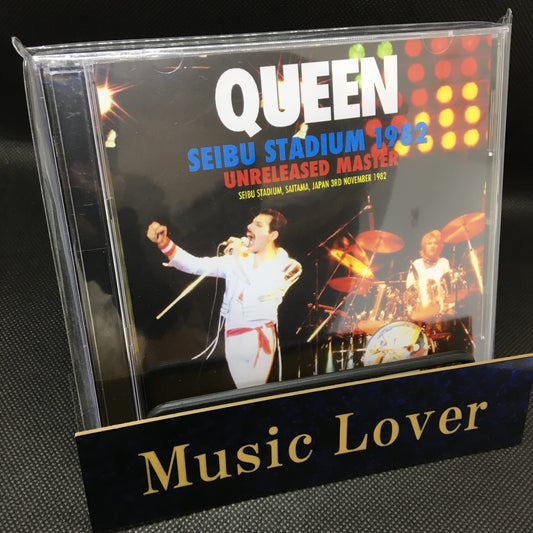 QUEEN
SEIBU STADIUM 1982
UNRELEASED MASTER
SEIBU STADIUM, SAITAMA, JAPAN 3RD NOVEMBER 1982
Music Lover